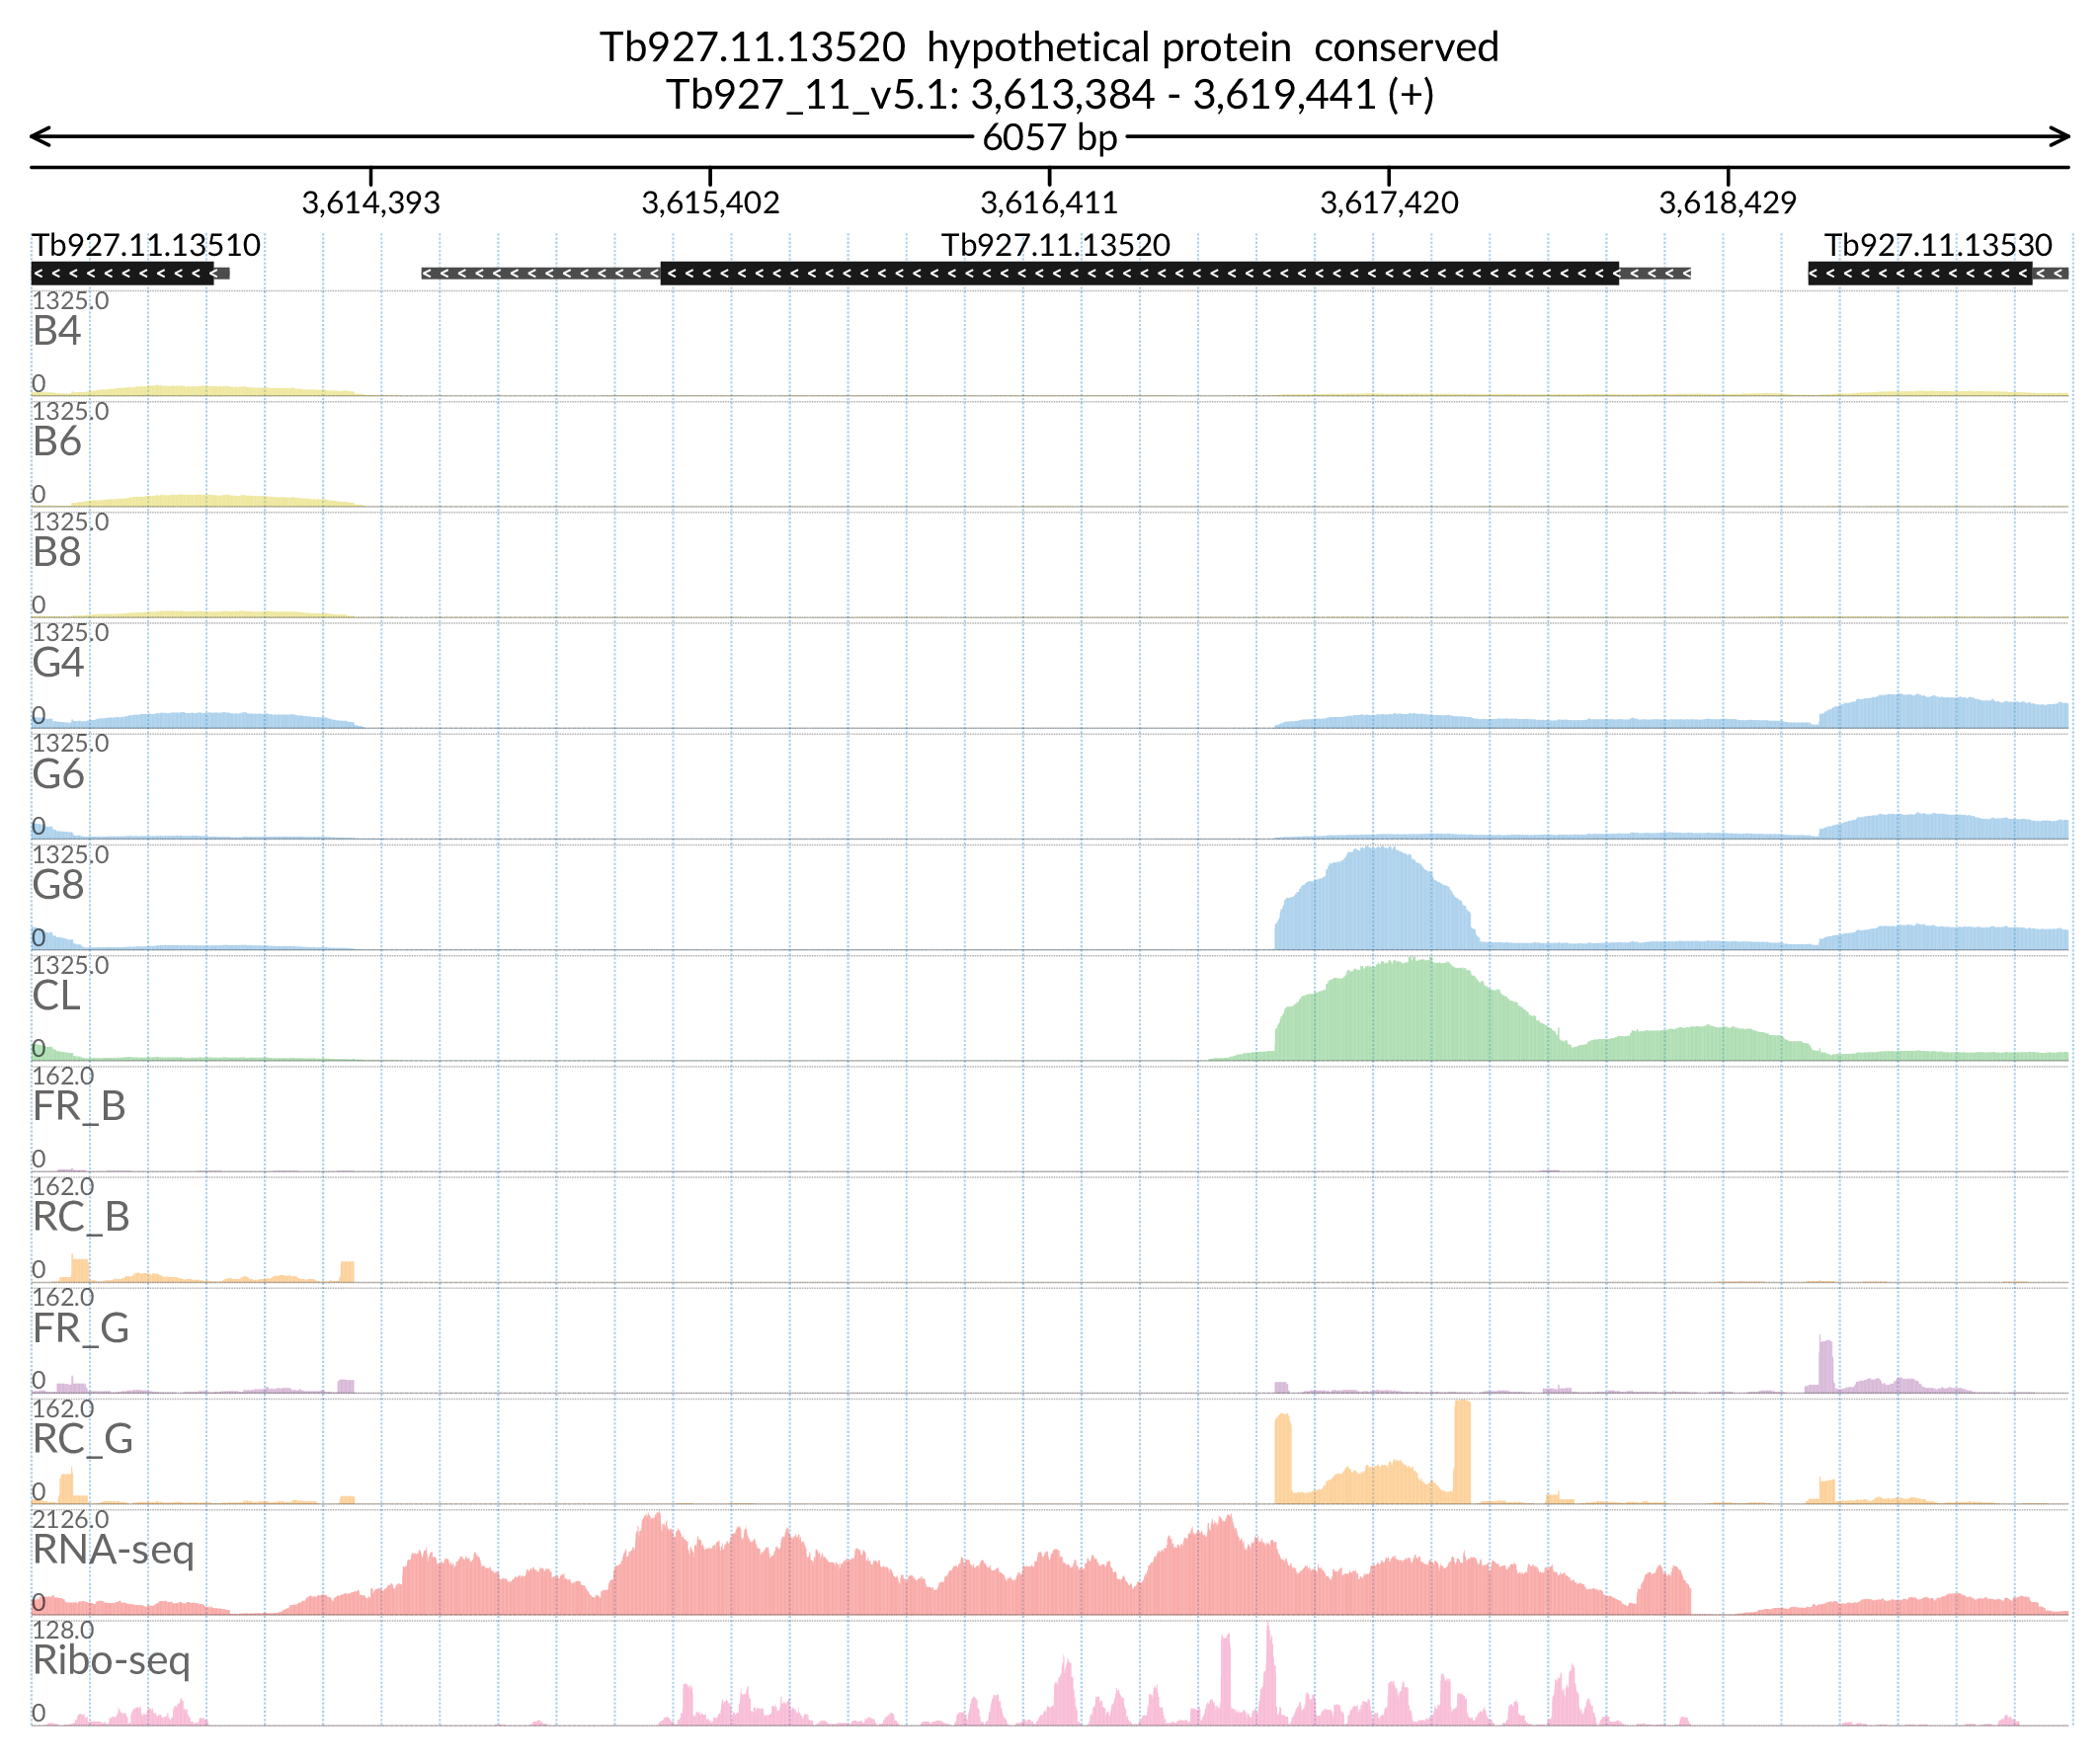 Tb927.11.13520 hypothetical protein conserved
Tb927_11_v5.1: 3,613,384 - 3,619,441 (+)
6057 bp
3,614,393 3,615,402 3,616,411 3,617,420 3,618,429
Tb927.11.13510 Tb927.11.13520 Tb927.11.13530
1325.0
B4
0
1325.0
B6
0
1325.0
B8
0
1325.0
G4
0
1325.0
G6
0
1325.0
G8
0
1325.0
CL
0
162.0
FR_B
0
162.0
RC_B
0
162.0
FR_G
0
162.0
RC_G
0
2126.0
RNA-seq
0
128.0
Ribo-seq
0